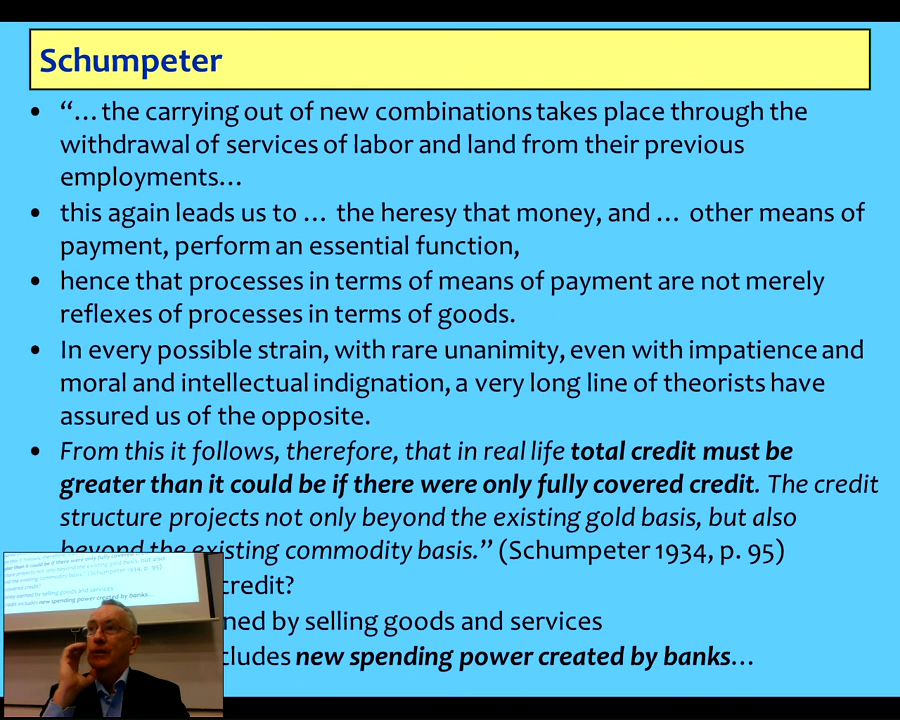 Schumpeter
• “…the carrying out of new combinations takes place through the
withdrawal of services of labor and land from their previous
employments…
• this again leads us to … the heresy that money, and … other means of
payment, perform an essential function,
• hence that processes in terms of means of payment are not merely
reflexes of processes in terms of goods.
• In every possible strain, with rare unanimity, even with impatience and
moral and intellectual indignation, a very long line of theorists have
assured us of the opposite.
• From this it follows, therefore, that in real life total credit must be
greater than it could be if there were only fully covered credit. The credit
structure projects not only beyond the existing gold basis, but also
beyond the existing commodity basis.” (Schumpeter 1934, p. 95)
credit?
ned by selling goods and services
cludes new spending power created by banks…